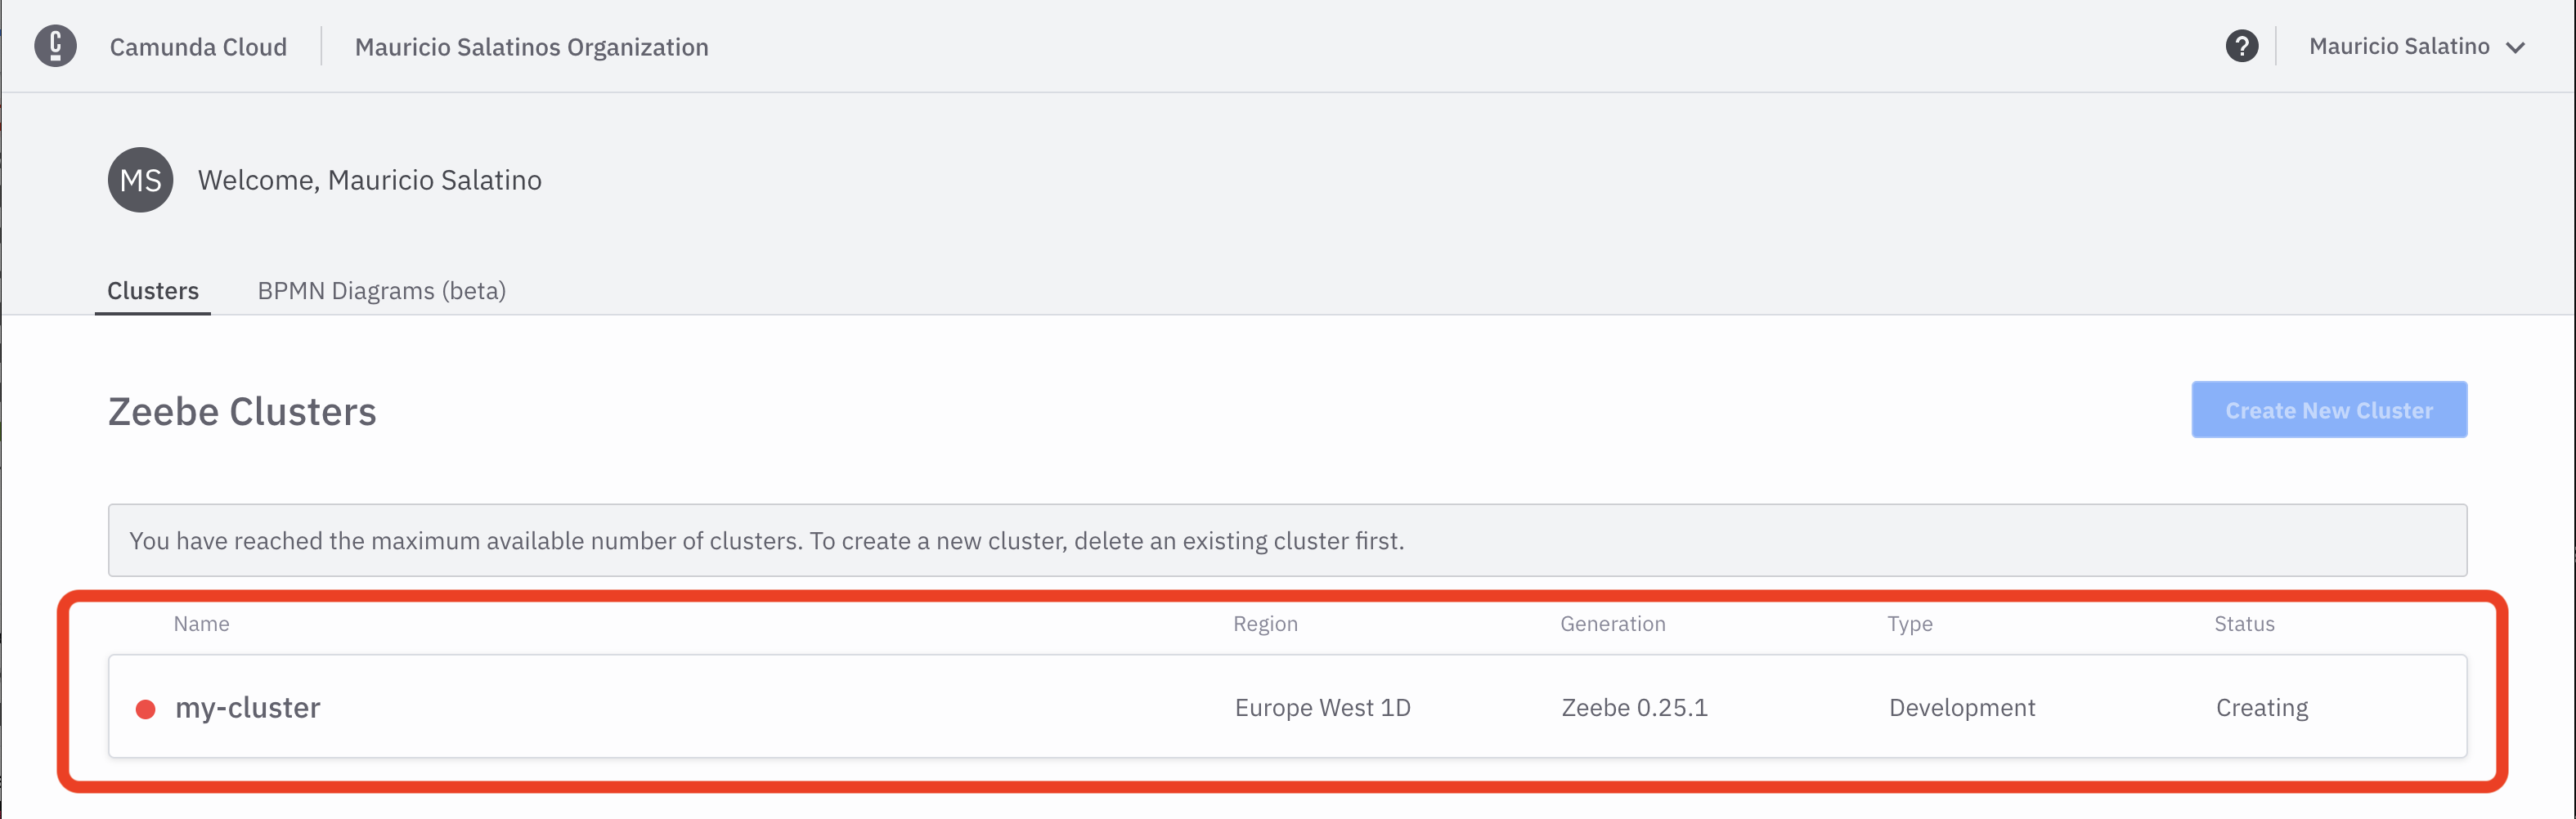 Camunda Cloud Mauricio Salatinos Organization ? Mauricio Salatino
MS Welcome, Mauricio Salatino
Clusters BPMN Diagrams (beta)
Zeebe Clusters Create New Cluster
You have reached the maximum available number of clusters. To create a new cluster, delete an existing cluster first.
Name Region Generation Type Status
my-cluster Europe West 1D Zeebe 0.25.1 Development Creating